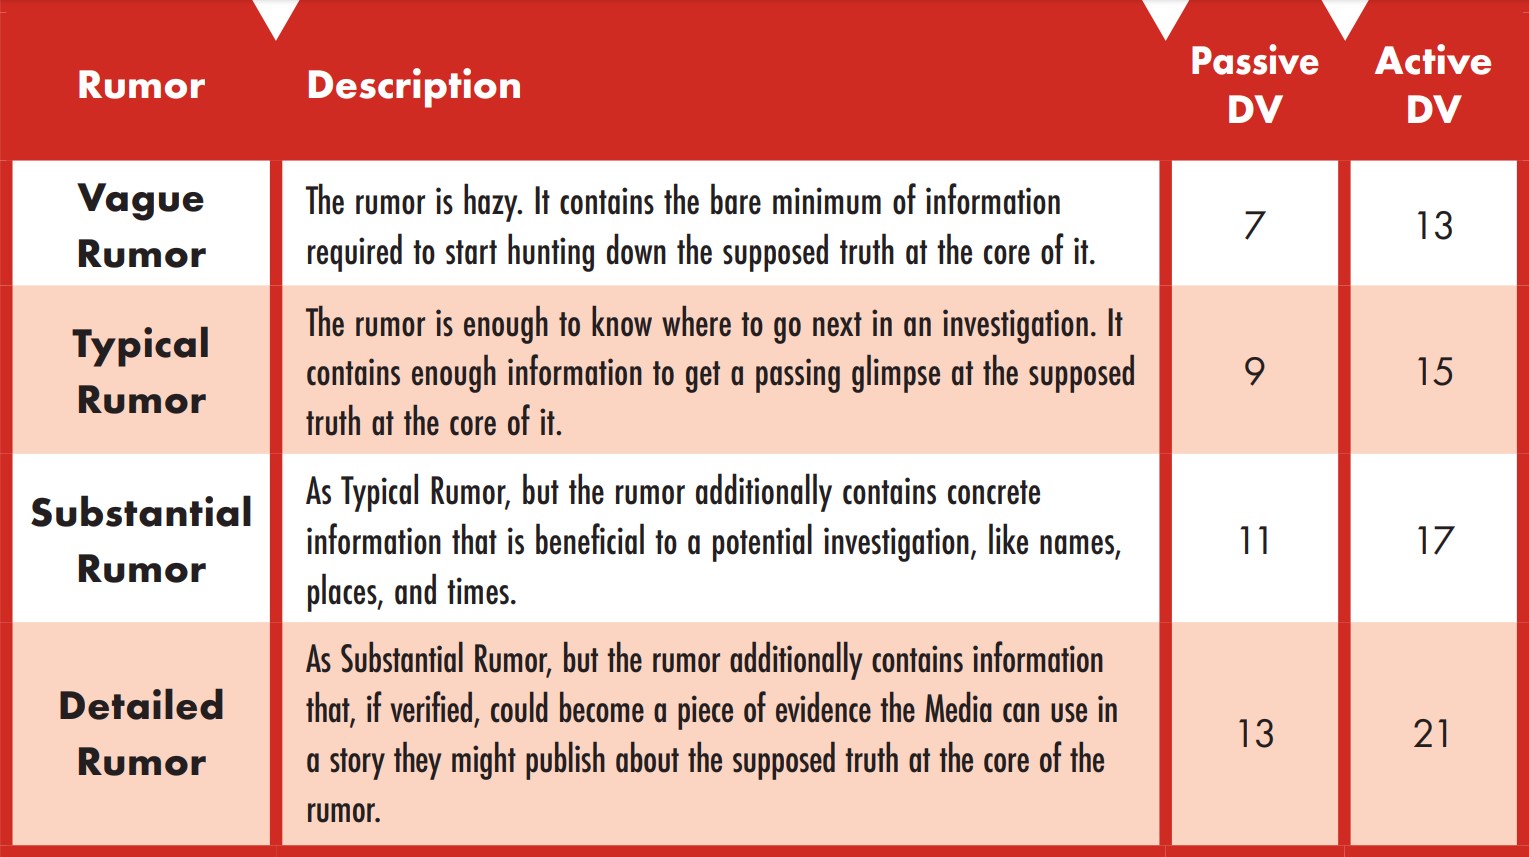 Rumor Description Passive DV Active DV
Vague Rumor
The rumor is hazy. It contains the bare minimum of information
required to start hunting down the supposed truth at the core of it.
7 13
Typical Rumor
The rumor is enough to know where to go next in an investigation. It
contains enough information to get a passing glimpse at the supposed
truth at the core of it.
9 15
Substantial Rumor
As Typical Rumor, but the rumor additionally contains concrete
information that is beneficial to a potential investigation, like names,
places, and times.
11 17
Detailed Rumor
As Substantial Rumor, but the rumor additionally contains information
that, if verified, could become a piece of evidence the Media can use in
a story they might publish about the supposed truth at the core of the
rumor.
13 21